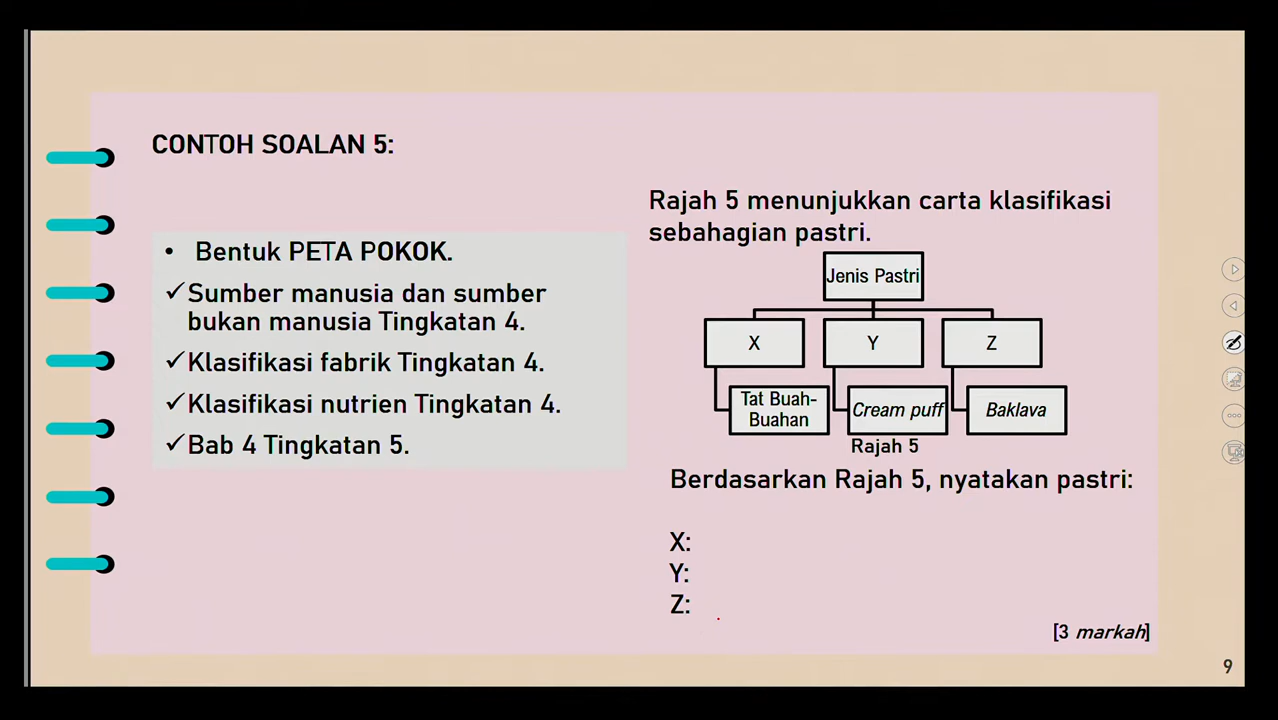 CONTOH SOALAN 5:
• Bentuk PETA POKOK.
✓Sumber manusia dan sumber
bukan manusia Tingkatan 4.
✓Klasifikasi fabrik Tingkatan 4.
✓Klasifikasi nutrien Tingkatan 4.
✓Bab 4 Tingkatan 5.
Rajah 5 menunjukkan carta klasifikasi
sebahagian pastri.
Jenis Pastri
X
Y
Z
Tat Buah-
Buahan
Cream puff
Baklava
Rajah 5
Berdasarkan Rajah 5, nyatakan pastri:
X:
Y:
Z:
[3 markah]
9